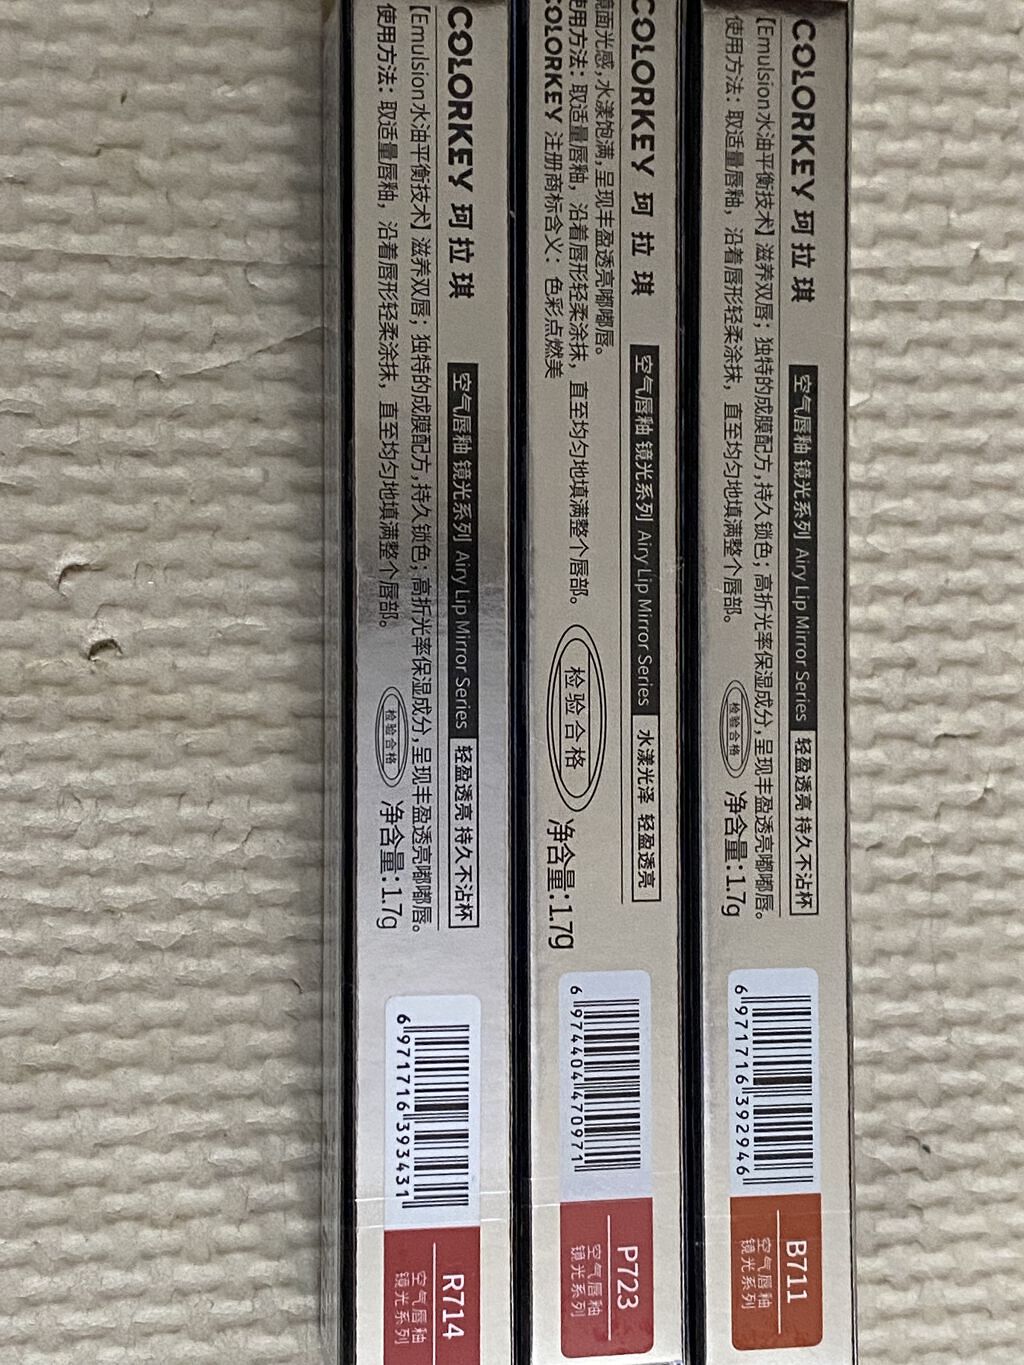 COLORKEY 珂拉琪
空气唇釉 镜光系列 Airy Lip Mirror Series 轻盈透亮 持久不沾杯
【Emulsion水油平衡技术】滋养双唇；独特的成膜配方，持久锁色；高折光率保湿成分，呈现丰盈透亮嘟嘟唇。
使用方法：取适量唇釉，沿着唇形轻柔涂抹，直至均匀地填满整个唇部。
检验合格
净含量:1.7g
6 971716 392946
B711
空气唇釉
镜光系列
COLORKEY 珂拉琪
空气唇釉 镜光系列 Airy Lip Mirror Series 水漾光泽 轻盈透亮
镜面光感，水漾饱满，呈现丰盈透亮嘟嘟唇。
使用方法：取适量唇釉，沿着唇形轻柔涂抹，直至均匀地填满整个唇部。
COLORKEY 注册商标含义：色彩点燃美
检验合格
净含量:1.7g
6 974404 470971
P723
空气唇釉
镜光系列
COLORKEY 珂拉琪
空气唇釉 镜光系列 Airy Lip Mirror Series 轻盈透亮 持久不沾杯
【Emulsion水油平衡技术】滋养双唇；独特的成膜配方，持久锁色；高折光率保湿成分，呈现丰盈透亮嘟嘟唇。
使用方法：取适量唇釉，沿着唇形轻柔涂抹，直至均匀地填满整个唇部。
检验合格
净含量:1.7g
6 971716 393431
R714
空气唇釉
镜光系列